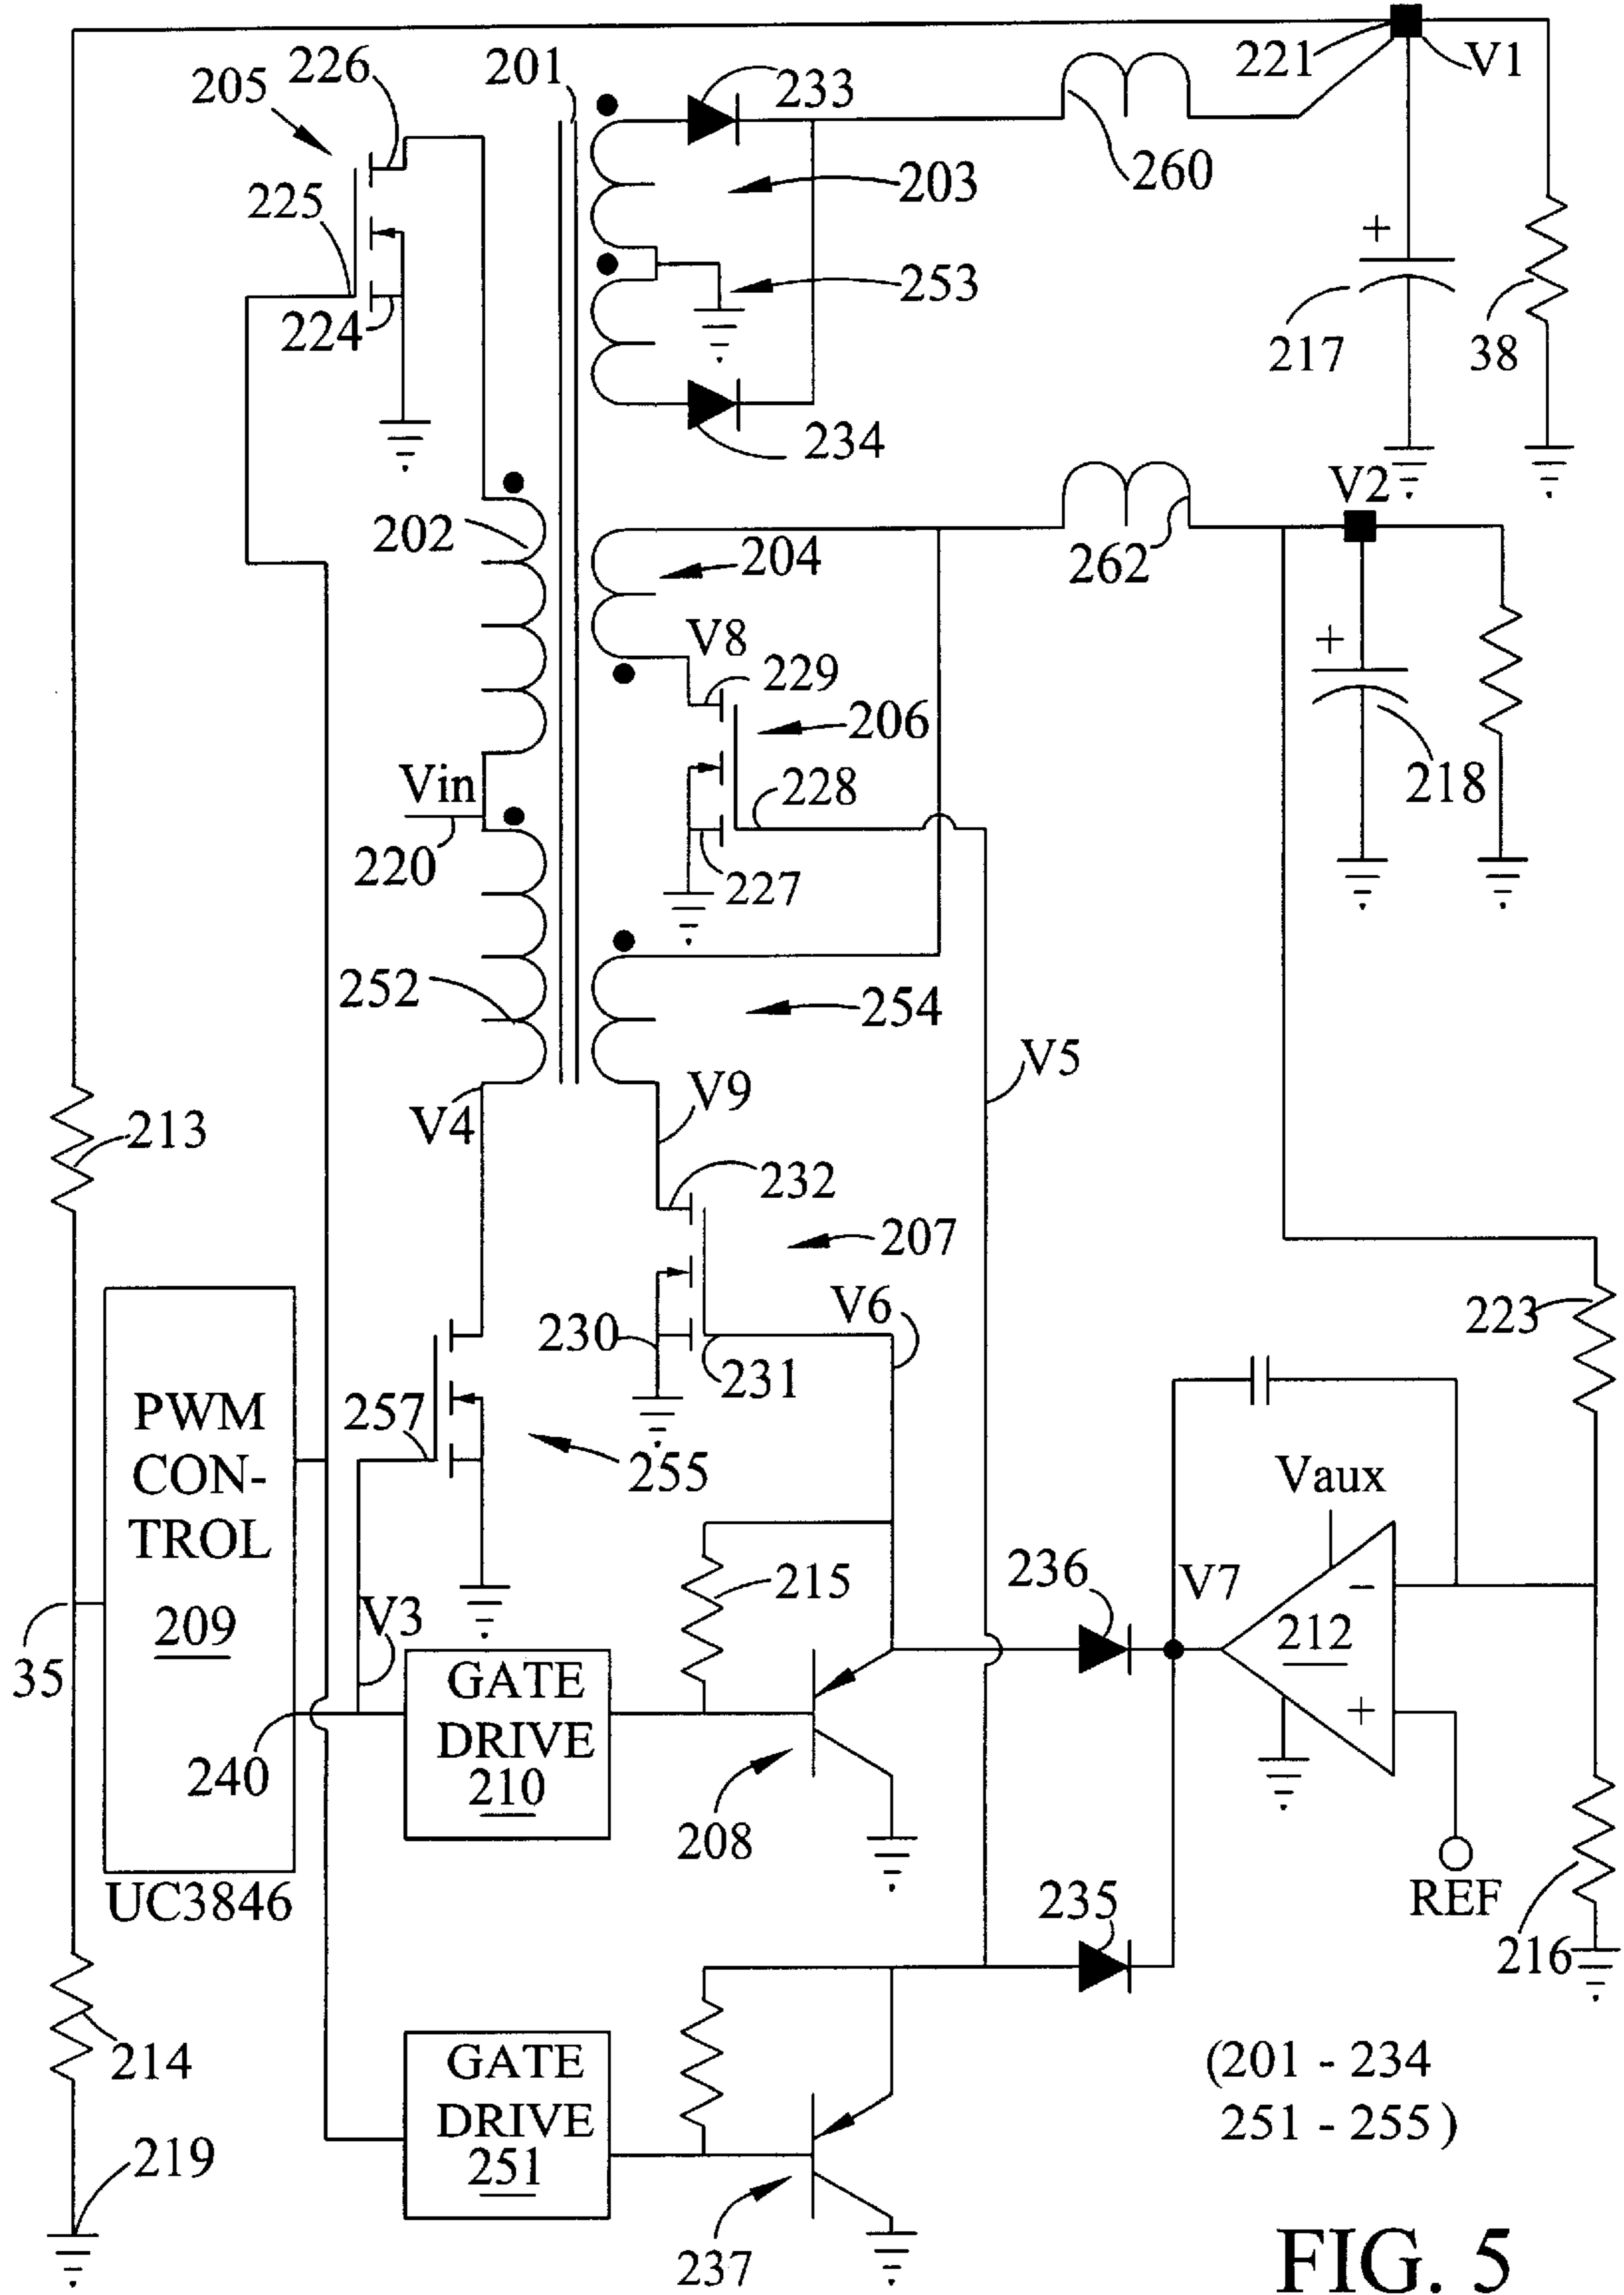 221
V1
226
201
205
233
260
203
225
253
+
217
38
224
234
V2
202
204
262
V8
+
229
206
Vin
228
218
220
227
252
254
V5
V9
V4
213
232
207
V6
223
230
231
257
PWM
CON-
TROL
209
255
Vaux
215
236
V7
−
212
V3
35
GATE
DRIVE
210
+
240
208
REF
UC3846
235
216
214
GATE
DRIVE
251
(201 - 234
251 - 255)
219
237
FIG. 5